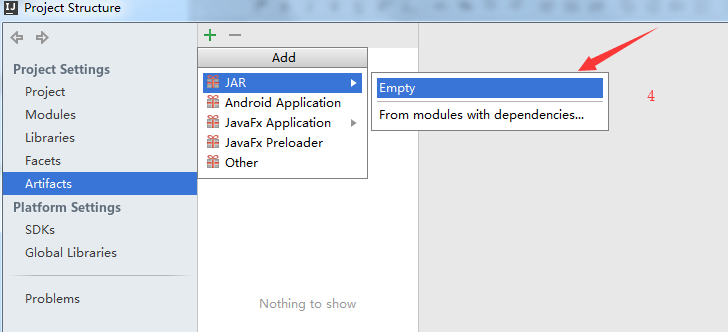 Project Structure
Project Settings
Project
Modules
Libraries
Facets
Artifacts
Platform Settings
SDKs
Global Libraries
Problems
Add
JAR
Android Application
JavaFx Application
JavaFx Preloader
Other
Empty
From modules with dependencies...
4
Nothing to show